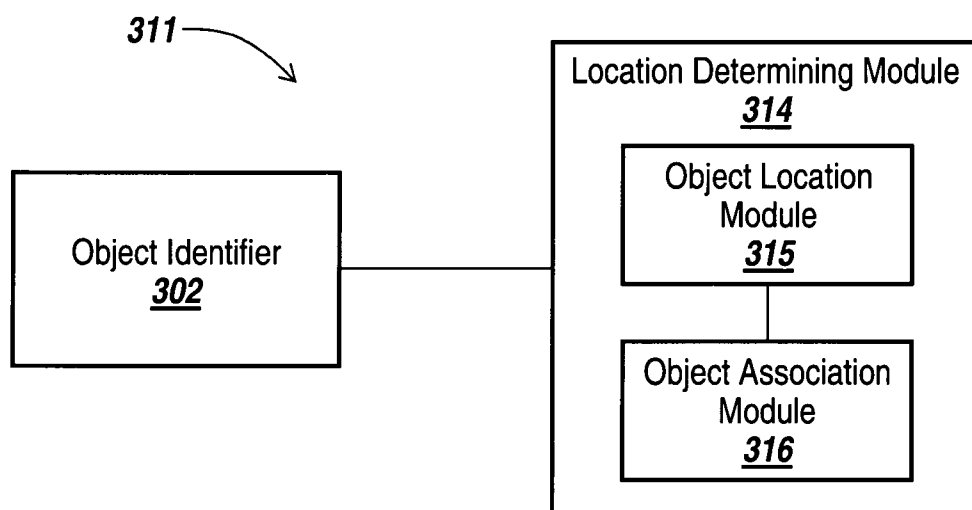 311
Location Determining Module
314
Object Location
Module
315
Object Identifier
302
Object Association
Module
316